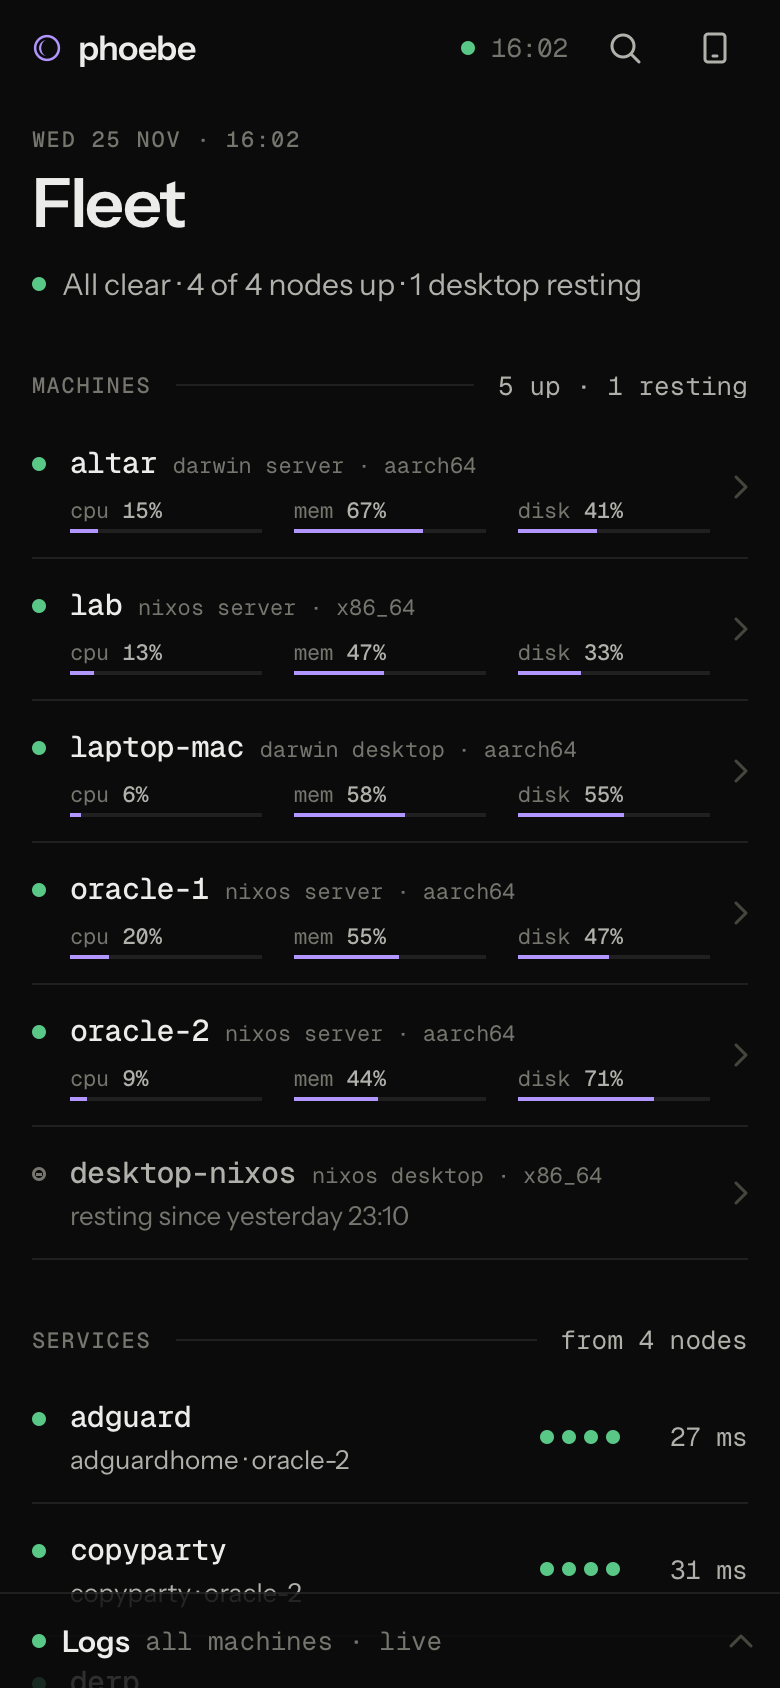 phoebe 16:02
WED 25 NOV · 16:02
Fleet
All clear · 4 of 4 nodes up · 1 desktop resting
MACHINES 5 up · 1 resting
altar darwin server · aarch64
cpu 15% mem 67% disk 41%
lab nixos server · x86_64
cpu 13% mem 47% disk 33%
laptop-mac darwin desktop · aarch64
cpu 6% mem 58% disk 55%
oracle-1 nixos server · aarch64
cpu 20% mem 55% disk 47%
oracle-2 nixos server · aarch64
cpu 9% mem 44% disk 71%
desktop-nixos nixos desktop · x86_64
resting since yesterday 23:10
SERVICES from 4 nodes
adguard 27 ms
adguardhome · oracle-2
copyparty 31 ms
copyparty · oracle-2
Logs all machines · live
derp